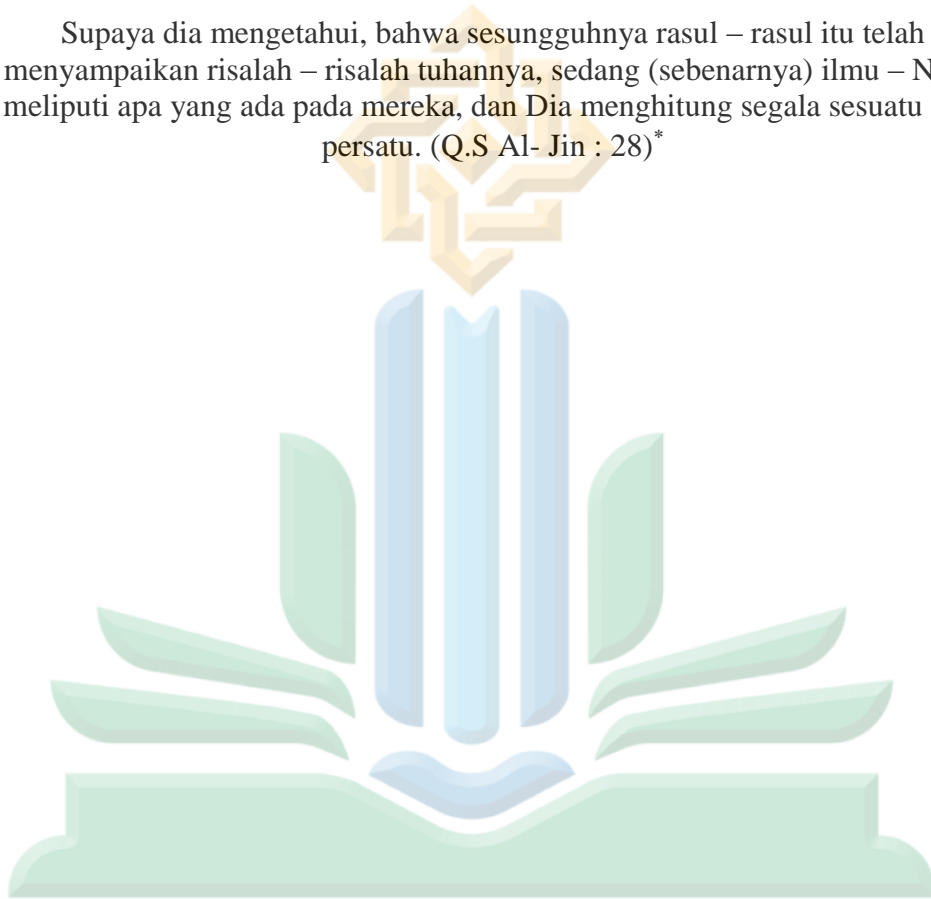 Supaya dia mengetahui, bahwa sesungguhnya rasul – rasul itu telah
menyampaikan risalah – risalah tuhannya, sedang (sebenarnya) ilmu – N
meliputi apa yang ada pada mereka, dan Dia menghitung segala sesuatu
persatu. (Q.S Al- Jin : 28)*